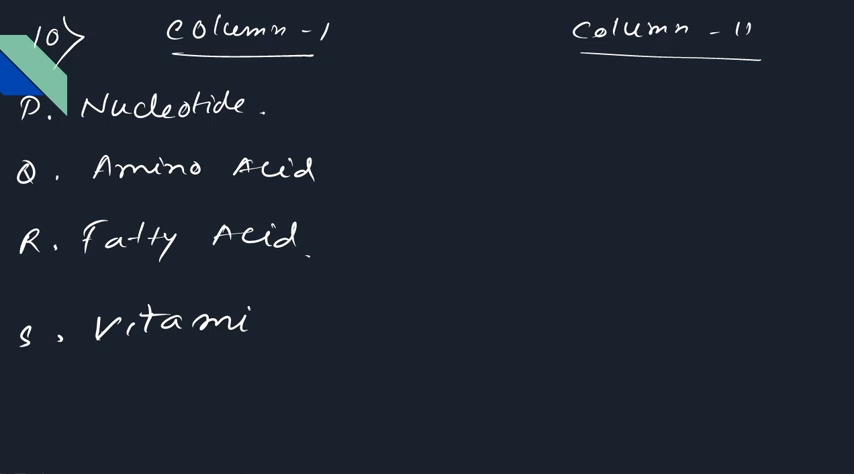 10> Column - I Column - II
P. Nucleotide.
Q. Amino Acid
R. Fatty Acid.
S. Vitami